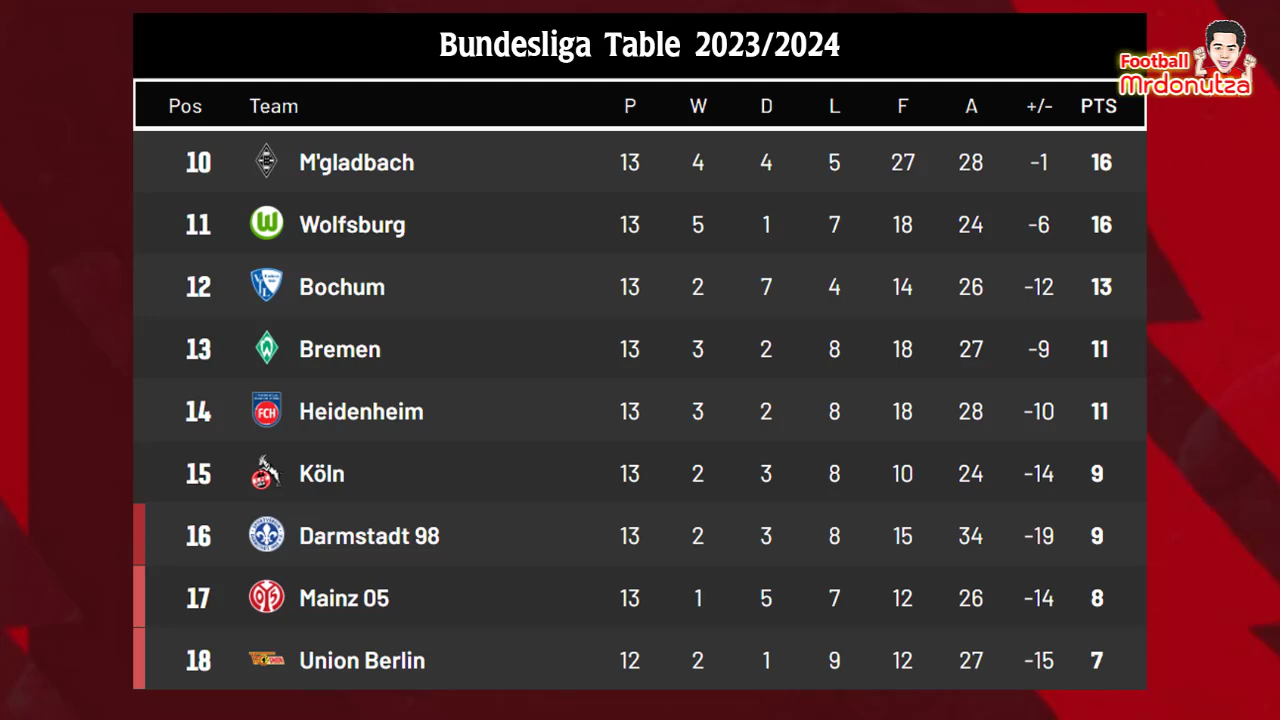 Bundesliga Table 2023/2024
Football
Mrdonutza
Pos Team P W D L F A +/- PTS
10 M'gladbach 13 4 4 5 27 28 -1 16
11 Wolfsburg 13 5 1 7 18 24 -6 16
12 Bochum 13 2 7 4 14 26 -12 13
13 Bremen 13 3 2 8 18 27 -9 11
14 FCH Heidenheim 13 3 2 8 18 28 -10 11
15 Köln 13 2 3 8 10 24 -14 9
16 Darmstadt 98 13 2 3 8 15 34 -19 9
17 Mainz 05 13 1 5 7 12 26 -14 8
18 Union Berlin 12 2 1 9 12 27 -15 7